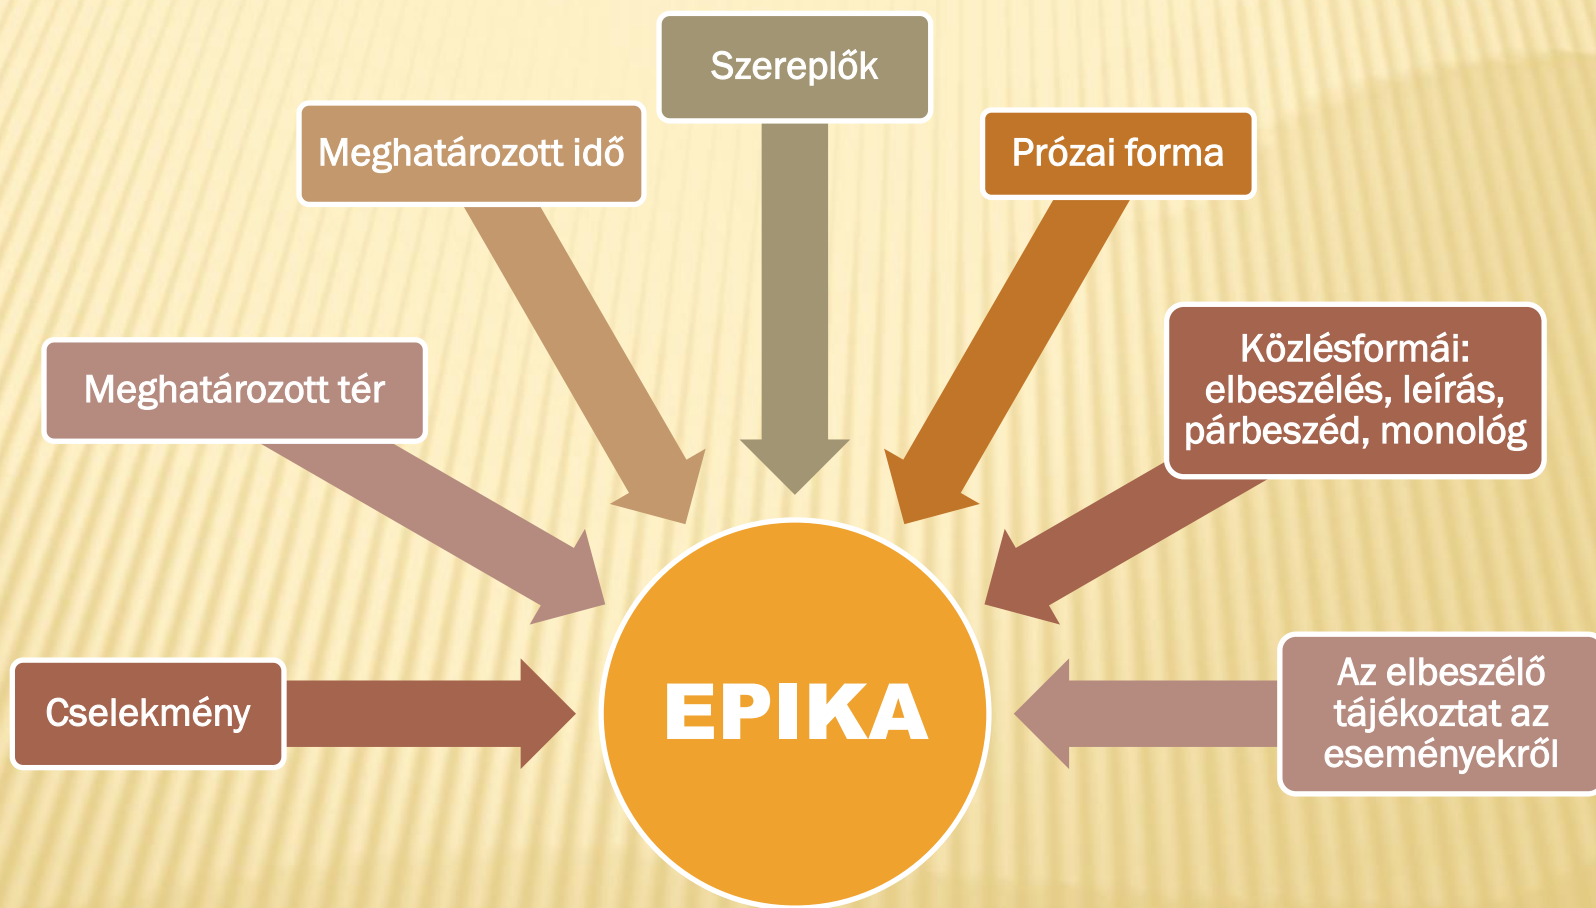 Szereplők
Meghatározott idő
Prózai forma
Meghatározott tér
Közlésformái:
elbeszélés, leírás,
párbeszéd, monológ
Cselekmény
EPIKA
Az elbeszélő
tájékoztat az
eseményekről